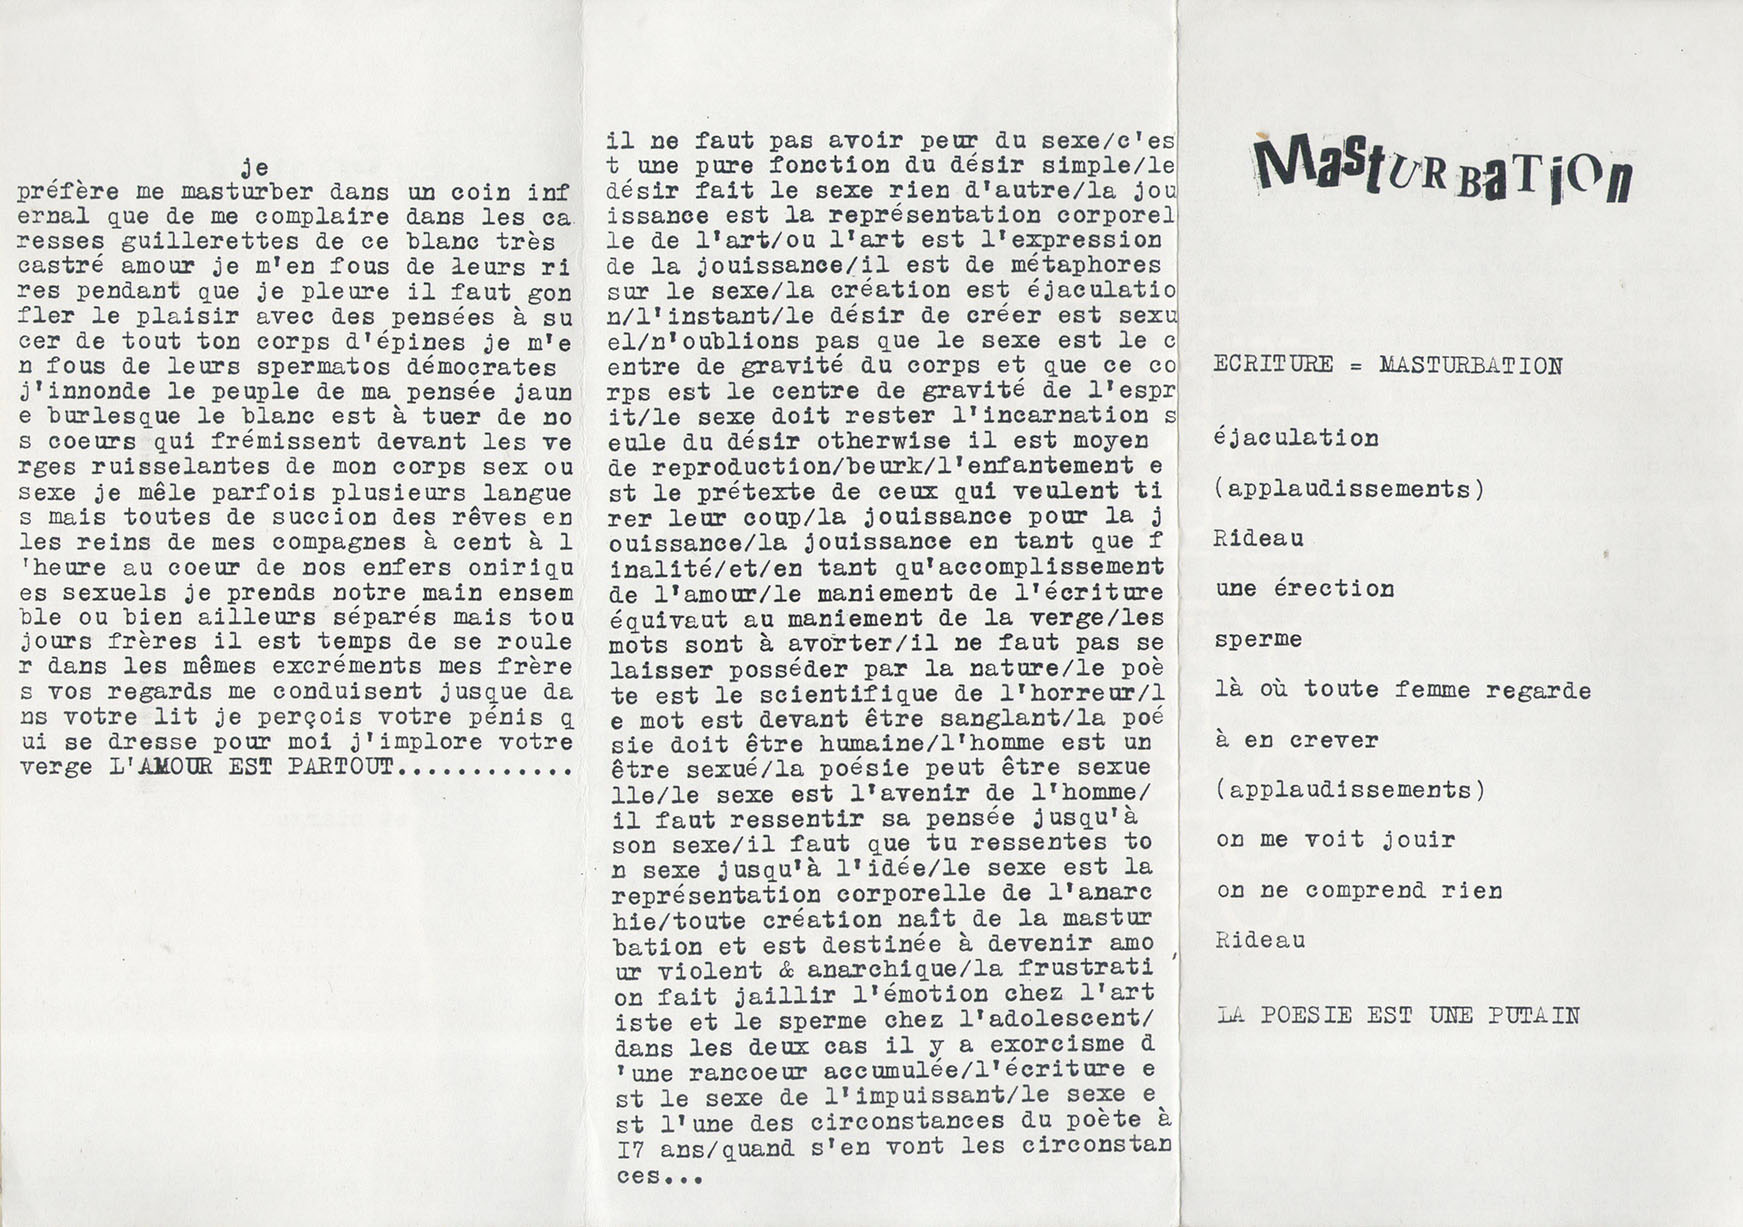 je
préfère me masturber dans un coin inf
ernal que de me complaire dans les ca
resses guillerettes de ce blanc très
castré amour je m'en fous de leurs ri
res pendant que je pleure il faut gon
fler le plaisir avec des pensées à su
cer de tout ton corps d'épines je m'e
n fous de leurs spermatos démocrates
j'innonde le peuple de ma pensée jaun
e burlesque le blanc est à tuer de no
s coeurs qui frémissent devant les ve
rges ruisselantes de mon corps sex ou
sexe je mêle parfois plusieurs langue
s mais toutes de succion des rêves en
les reins de mes compagnes à cent à l
'heure au coeur de nos enfers oniriqu
es sexuels je prends notre main ensem
ble ou bien ailleurs séparés mais tou
jours frères il est temps de se roule
r dans les mêmes excréments mes frère
s vos regards me conduisent jusque da
ns votre lit je perçois votre pénis q
ui se dresse pour moi j'implore votre
verge L'AMOUR EST PARTOUT............
il ne faut pas avoir peur du sexe/c'es
t une pure fonction du désir simple/le
désir fait le sexe rien d'autre/la jou
issance est la représentation corporel
le de l'art/ou l'art est l'expression
de la jouissance/il est de métaphores
sur le sexe/la création est éjaculatio
n/l'instant/le désir de créer est sexu
el/n'oublions pas que le sexe est le c
entre de gravité du corps et que ce co
rps est le centre de gravité de l'espr
it/le sexe doit rester l'incarnation s
eule du désir otherwise il est moyen
de reproduction/beurk/l'enfantement e
st le prétexte de ceux qui veulent ti
rer leur coup/la jouissance pour la j
ouissance/la jouissance en tant que f
inalité/et/en tant qu'accomplissement
de l'amour/le maniement de l'écriture
équivaut au maniement de la verge/les
mots sont à avorter/il ne faut pas se
laisser posséder par la nature/le poè
te est le scientifique de l'horreur/l
e mot est devant être sanglant/la poé
sie doit être humaine/l'homme est un
être sexué/la poésie peut être sexue
lle/le sexe est l'avenir de l'homme/
il faut ressentir sa pensée jusqu'à
son sexe/il faut que tu ressentes to
n sexe jusqu'à l'idée/le sexe est la
représentation corporelle de l'anarc
hie/toute création naît de la mastur
bation et est destinée à devenir amo
ur violent & anarchique/la frustrati
on fait jaillir l'émotion chez l'art
iste et le sperme chez l'adolescent/
dans les deux cas il y a exorcisme d
'une rancoeur accumulée/l'écriture e
st le sexe de l'impuissant/le sexe e
st l'une des circonstances du poète à
I7 ans/quand s'en vont les circonstan
ces...
MasTURBaTiOn
ECRITURE = MASTURBATION
éjaculation
(applaudissements)
Rideau
une érection
sperme
là où toute femme regarde
à en crever
(applaudissements)
on me voit jouir
on ne comprend rien
Rideau
LA POESIE EST UNE PUTAIN